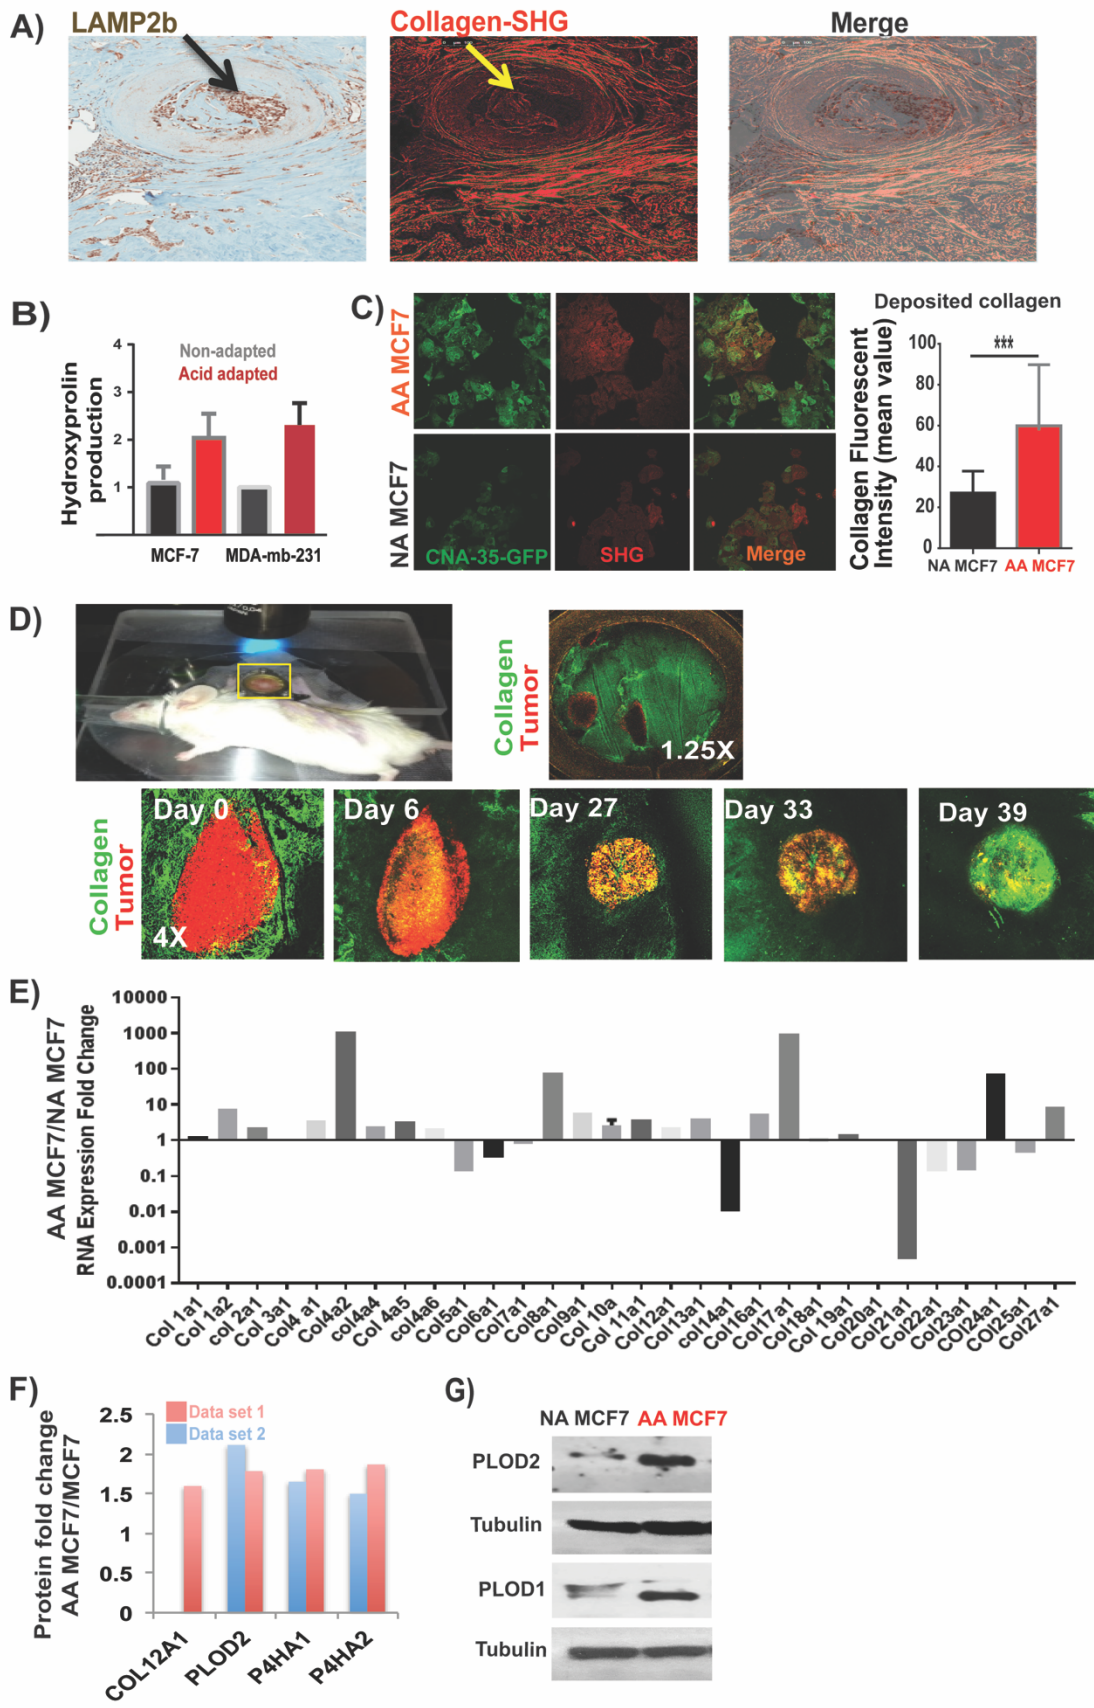 A)
LAMP2b
Collagen-SHG
Merge
B)
Hydroxyprolin
production
4
3
2
1
Non-adapted
Acid adapted
MCF-7
MDA-mb-231
C)
AA MCF7
NA MCF7
CNA-35-GFP
SHG
Merge
Deposited collagen
Collagen Fluorescent
Intensity (mean value)
100
80
60
40
20
0
***
NA MCF7
AA MCF7
D)
Collagen
Tumor
1.25X
Collagen
Tumor
Day 0
4X
Day 6
Day 27
Day 33
Day 39
E)
AA MCF7/NA MCF7
RNA Expression Fold Change
10000
1000
100
10
1
0.1
0.01
0.001
0.0001
Col 1a1
Col 1a2
Col 2a1
Col 3a1
Col4 a1
Col4a2
Col4a4
Col 4a5
col4a6
Col5a1
Col6a1
Col7a1
Col8a1
Col9a1
Col 10a
Col 11a1
Col12a1
Col13a1
col14a1
Col16a1
COl17a1
Col18a1
Col 19a1
Col20a1
COl21a1
COl22a1
COl23a1
COl24a1
COl25a1
Col27a1
F)
Protein fold change
AA MCF7/MCF7
2.5
2
1.5
1
0.5
0
Data set 1
Data set 2
COL12A1
PLOD2
P4HA1
P4HA2
G)
NA MCF7 AA MCF7
PLOD2
Tubulin
PLOD1
Tubulin